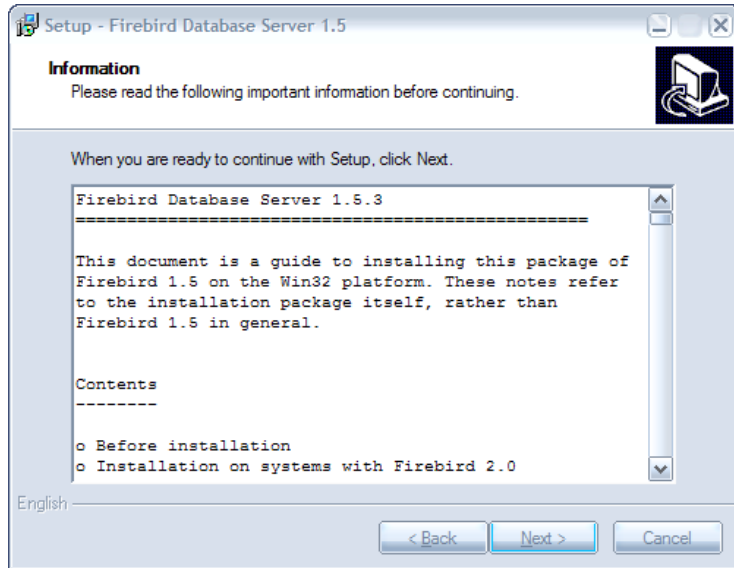 Setup - Firebird Database Server 1.5
Information
Please read the following important information before continuing.
When you are ready to continue with Setup, click Next.
Firebird Database Server 1.5.3
==================================================
This document is a guide to installing this package of
Firebird 1.5 on the Win32 platform. These notes refer
to the installation package itself, rather than
Firebird 1.5 in general.
Contents
--------
o Before installation
o Installation on systems with Firebird 2.0
English
< Back
Next >
Cancel